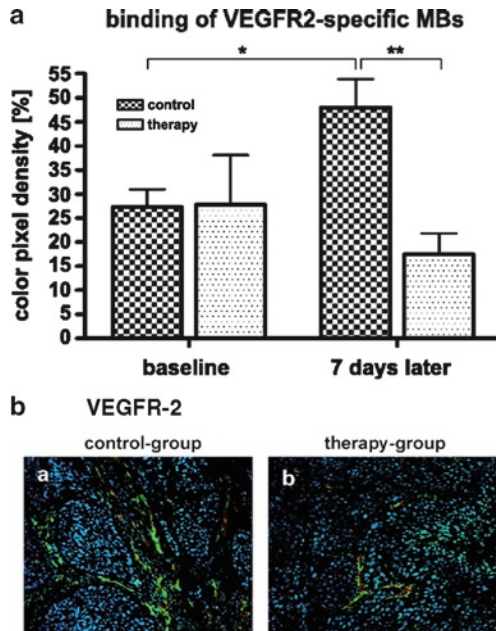 a
binding of VEGFR2-specific MBs
color pixel density [%]
55
50
45
40
35
30
25
20
15
10
5
0
control
therapy
*
**
baseline
7 days later
b VEGFR-2
control-group
therapy-group
a
b